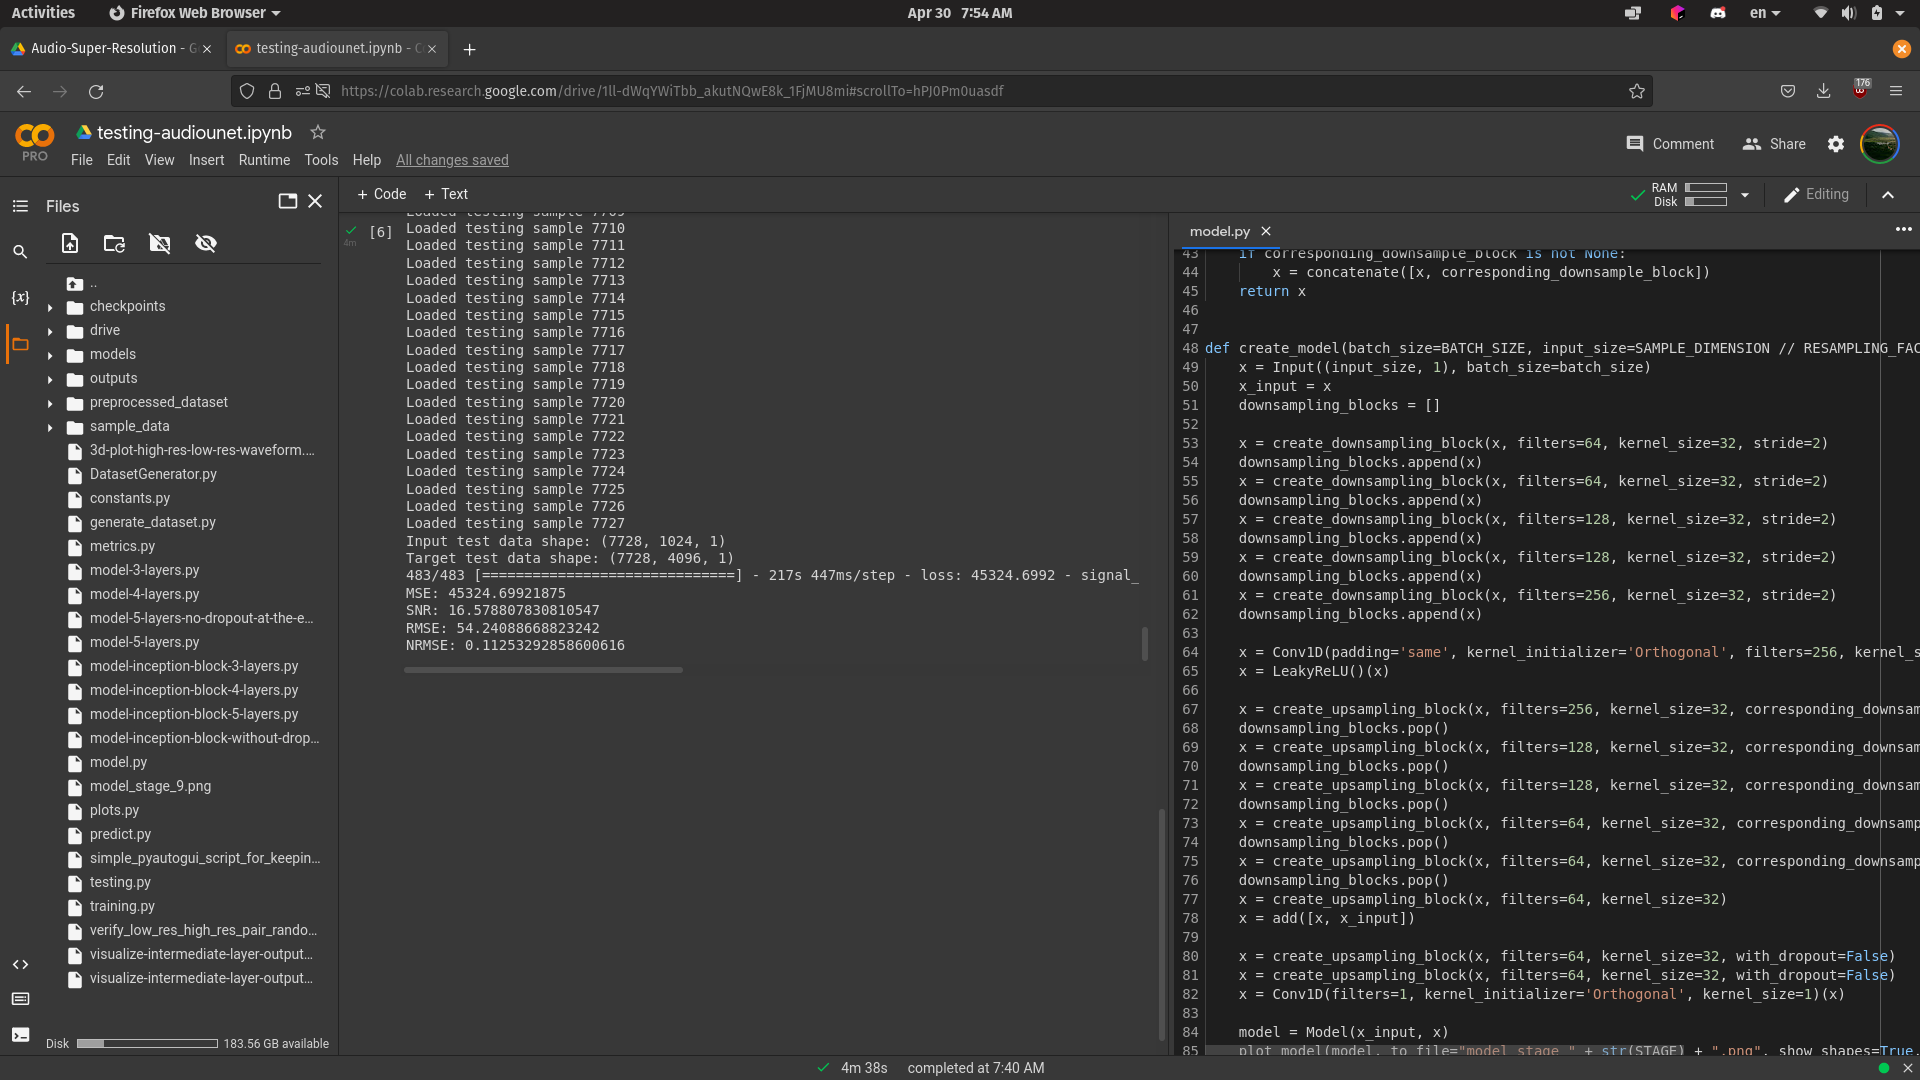 Activities
Firefox Web Browser
Apr 30 7:54 AM
en
Audio-Super-Resolution - G
testing-audiounet.ipynb - C
https://colab.research.google.com/drive/1ll-dWqYWiTbb_akutNQwE8k_1FjMU8mi#scrollTo=hPJ0Pm0uasdf
176
PRO
testing-audiounet.ipynb
File Edit View Insert Runtime Tools Help All changes saved
Comment
Share
Files
+ Code + Text
RAM
Disk
Editing
..
checkpoints
drive
models
outputs
preprocessed_dataset
sample_data
3d-plot-high-res-low-res-waveform....
DatasetGenerator.py
constants.py
generate_dataset.py
metrics.py
model-3-layers.py
model-4-layers.py
model-5-layers-no-dropout-at-the-e...
model-5-layers.py
model-inception-block-3-layers.py
model-inception-block-4-layers.py
model-inception-block-5-layers.py
model-inception-block-without-drop...
model.py
model_stage_9.png
plots.py
predict.py
simple_pyautogui_script_for_keepin...
testing.py
training.py
verify_low_res_high_res_pair_rando...
visualize-intermediate-layer-output...
visualize-intermediate-layer-output...
Disk 183.56 GB available
4m
[6]
Loaded testing sample 7709
Loaded testing sample 7710
Loaded testing sample 7711
Loaded testing sample 7712
Loaded testing sample 7713
Loaded testing sample 7714
Loaded testing sample 7715
Loaded testing sample 7716
Loaded testing sample 7717
Loaded testing sample 7718
Loaded testing sample 7719
Loaded testing sample 7720
Loaded testing sample 7721
Loaded testing sample 7722
Loaded testing sample 7723
Loaded testing sample 7724
Loaded testing sample 7725
Loaded testing sample 7726
Loaded testing sample 7727
Input test data shape: (7728, 1024, 1)
Target test data shape: (7728, 4096, 1)
483/483 [==============================] - 217s 447ms/step - loss: 45324.6992 - signal_
MSE: 45324.69921875
SNR: 16.578807830810547
RMSE: 54.24088668823242
NRMSE: 0.11253292858600616
model.py
43 if corresponding_downsample_block is not None:
44 x = concatenate([x, corresponding_downsample_block])
45 return x
46
47
48 def create_model(batch_size=BATCH_SIZE, input_size=SAMPLE_DIMENSION // RESAMPLING_FAC
49 x = Input((input_size, 1), batch_size=batch_size)
50 x_input = x
51 downsampling_blocks = []
52
53 x = create_downsampling_block(x, filters=64, kernel_size=32, stride=2)
54 downsampling_blocks.append(x)
55 x = create_downsampling_block(x, filters=64, kernel_size=32, stride=2)
56 downsampling_blocks.append(x)
57 x = create_downsampling_block(x, filters=128, kernel_size=32, stride=2)
58 downsampling_blocks.append(x)
59 x = create_downsampling_block(x, filters=128, kernel_size=32, stride=2)
60 downsampling_blocks.append(x)
61 x = create_downsampling_block(x, filters=256, kernel_size=32, stride=2)
62 downsampling_blocks.append(x)
63
64 x = Conv1D(padding='same', kernel_initializer='Orthogonal', filters=256, kernel_s
65 x = LeakyReLU()(x)
66
67 x = create_upsampling_block(x, filters=256, kernel_size=32, corresponding_downsam
68 downsampling_blocks.pop()
69 x = create_upsampling_block(x, filters=128, kernel_size=32, corresponding_downsam
70 downsampling_blocks.pop()
71 x = create_upsampling_block(x, filters=128, kernel_size=32, corresponding_downsam
72 downsampling_blocks.pop()
73 x = create_upsampling_block(x, filters=64, kernel_size=32, corresponding_downsamp
74 downsampling_blocks.pop()
75 x = create_upsampling_block(x, filters=64, kernel_size=32, corresponding_downsamp
76 downsampling_blocks.pop()
77 x = create_upsampling_block(x, filters=64, kernel_size=32)
78 x = add([x, x_input])
79
80 x = create_upsampling_block(x, filters=64, kernel_size=32, with_dropout=False)
81 x = create_upsampling_block(x, filters=64, kernel_size=32, with_dropout=False)
82 x = Conv1D(filters=1, kernel_initializer='Orthogonal', kernel_size=1)(x)
83
84 model = Model(x_input, x)
85 plot_model(model, to_file="model_stage_" + str(STAGE) + ".png", show_shapes=True,
4m 38s completed at 7:40 AM